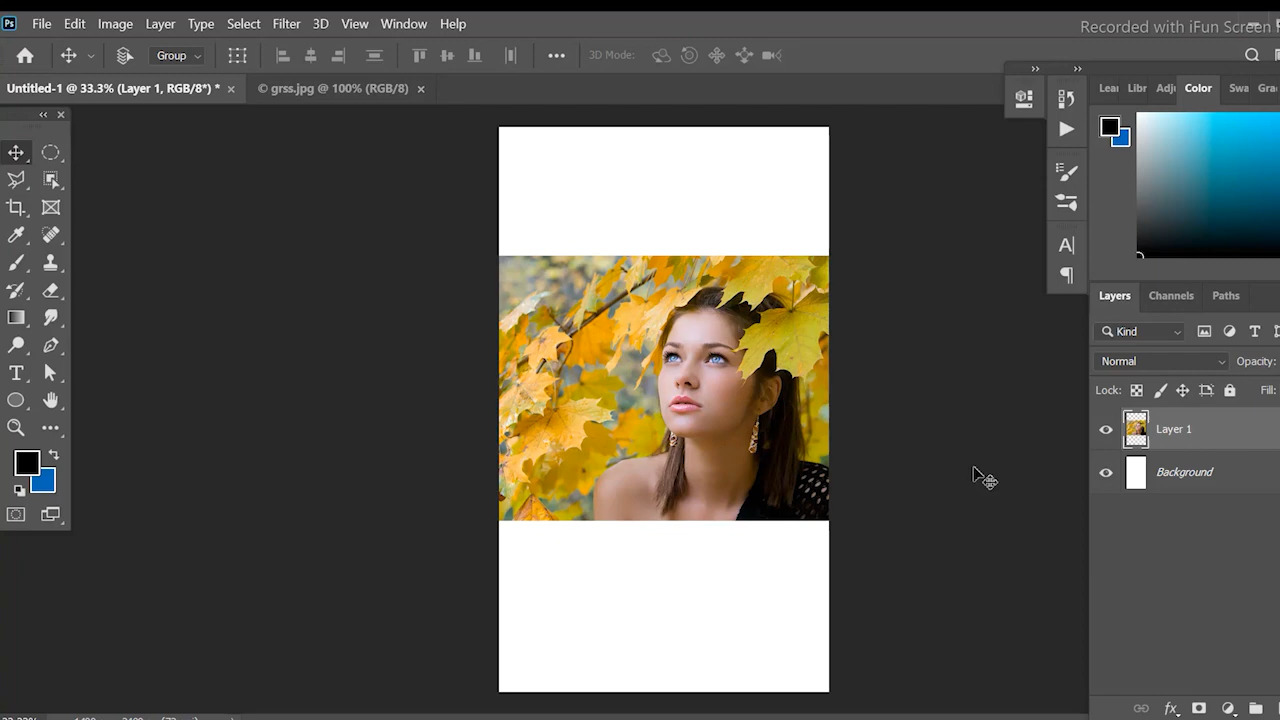 Ps File Edit Image Layer Type Select Filter 3D View Window Help
Recorded with iFun Screen
Group 3D Mode:
Untitled-1 @ 33.3% (Layer 1, RGB/8*) * × © grss.jpg @ 100% (RGB/8) ×
Lear Libr Adj Color Swa Gra
Layers Channels Paths
Kind
Normal Opacity:
Lock: Fill:
Layer 1
Background
fx